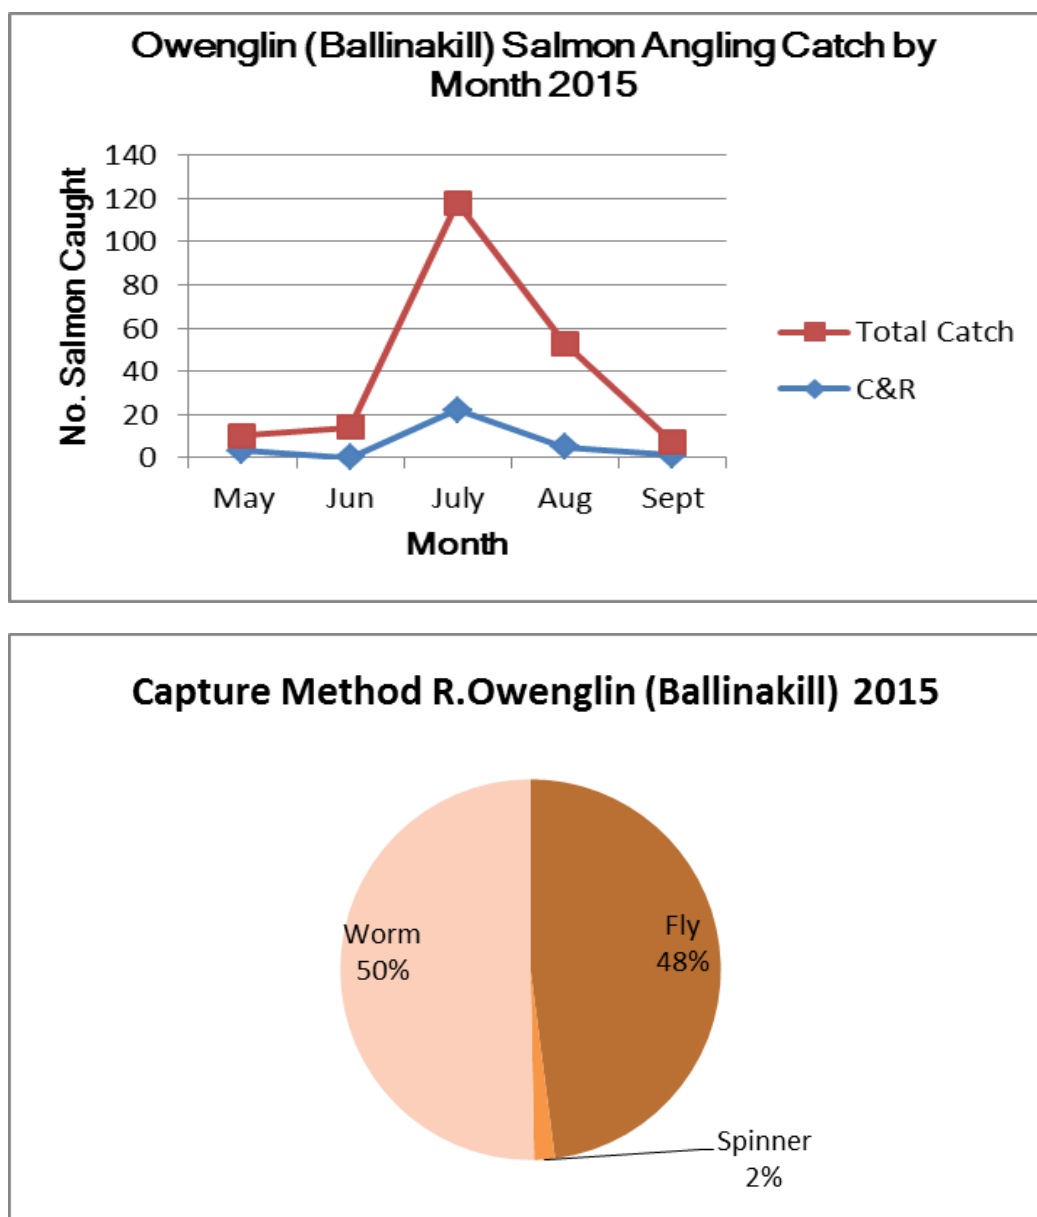 Owenglin (Ballinakill) Salmon Angling Catch by
Month 2015
No. Salmon Caught
140
120
100
80
60
40
20
0
May Jun July Aug Sept
Month
Total Catch
C&R
Capture Method R.Owenglin (Ballinakill) 2015
Worm
50%
Fly
48%
Spinner
2%